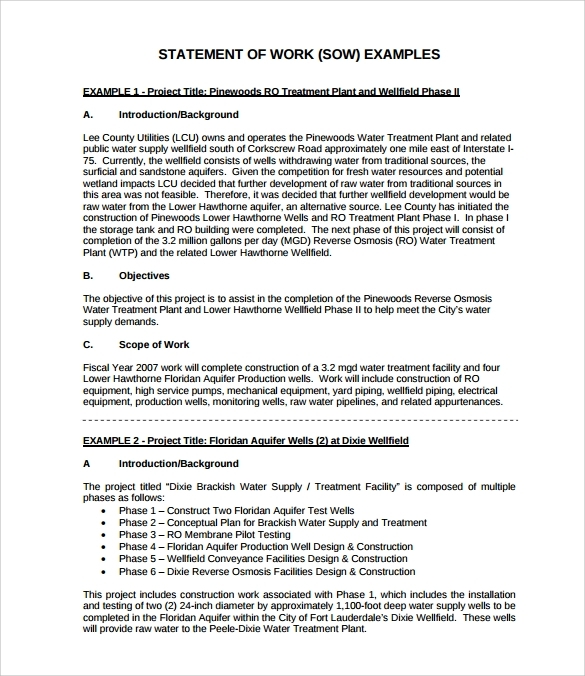 STATEMENT OF WORK (SOW) EXAMPLES
EXAMPLE 1 - Project Title: Pinewoods RO Treatment Plant and Wellfield Phase II
A. Introduction/Background
Lee County Utilities (LCU) owns and operates the Pinewoods Water Treatment Plant and related
public water supply wellfield south of Corkscrew Road approximately one mile east of Interstate I-
75. Currently, the wellfield consists of wells withdrawing water from traditional sources, the
surficial and sandstone aquifers. Given the competition for fresh water resources and potential
wetland impacts LCU decided that further development of raw water from traditional sources in
this area was not feasible. Therefore, it was decided that further wellfield development would be
raw water from the Lower Hawthorne aquifer, an alternative source. Lee County has initiated the
construction of Pinewoods Lower Hawthorne Wells and RO Treatment Plant Phase I. In phase I
the storage tank and RO building were completed. The next phase of this project will consist of
completion of the 3.2 million gallons per day (MGD) Reverse Osmosis (RO) Water Treatment
Plant (WTP) and the related Lower Hawthorne Wellfield.
B. Objectives
The objective of this project is to assist in the completion of the Pinewoods Reverse Osmosis
Water Treatment Plant and Lower Hawthorne Wellfield Phase II to help meet the City's water
supply demands.
C. Scope of Work
Fiscal Year 2007 work will complete construction of a 3.2 mgd water treatment facility and four
Lower Hawthorne Floridan Aquifer Production wells. Work will include construction of RO
equipment, high service pumps, mechanical equipment, yard piping, wellfield piping, electrical
equipment, production wells, monitoring wells, raw water pipelines, and related appurtenances.
EXAMPLE 2 - Project Title: Floridan Aquifer Wells (2) at Dixie Wellfield
A Introduction/Background
The project titled "Dixie Brackish Water Supply / Treatment Facility" is composed of multiple
phases as follows:
• Phase 1 – Construct Two Floridan Aquifer Test Wells
• Phase 2 – Conceptual Plan for Brackish Water Supply and Treatment
• Phase 3 – RO Membrane Pilot Testing
• Phase 4 – Floridan Aquifer Production Well Design & Construction
• Phase 5 – Wellfield Conveyance Facilities Design & Construction
• Phase 6 – Dixie Reverse Osmosis Facilities Design & Construction
This project includes construction work associated with Phase 1, which includes the installation
and testing of two (2) 24-inch diameter by approximately 1,100-foot deep water supply wells to be
completed in the Floridan Aquifer within the City of Fort Lauderdale's Dixie Wellfield. These wells
will provide raw water to the Peele-Dixie Water Treatment Plant.